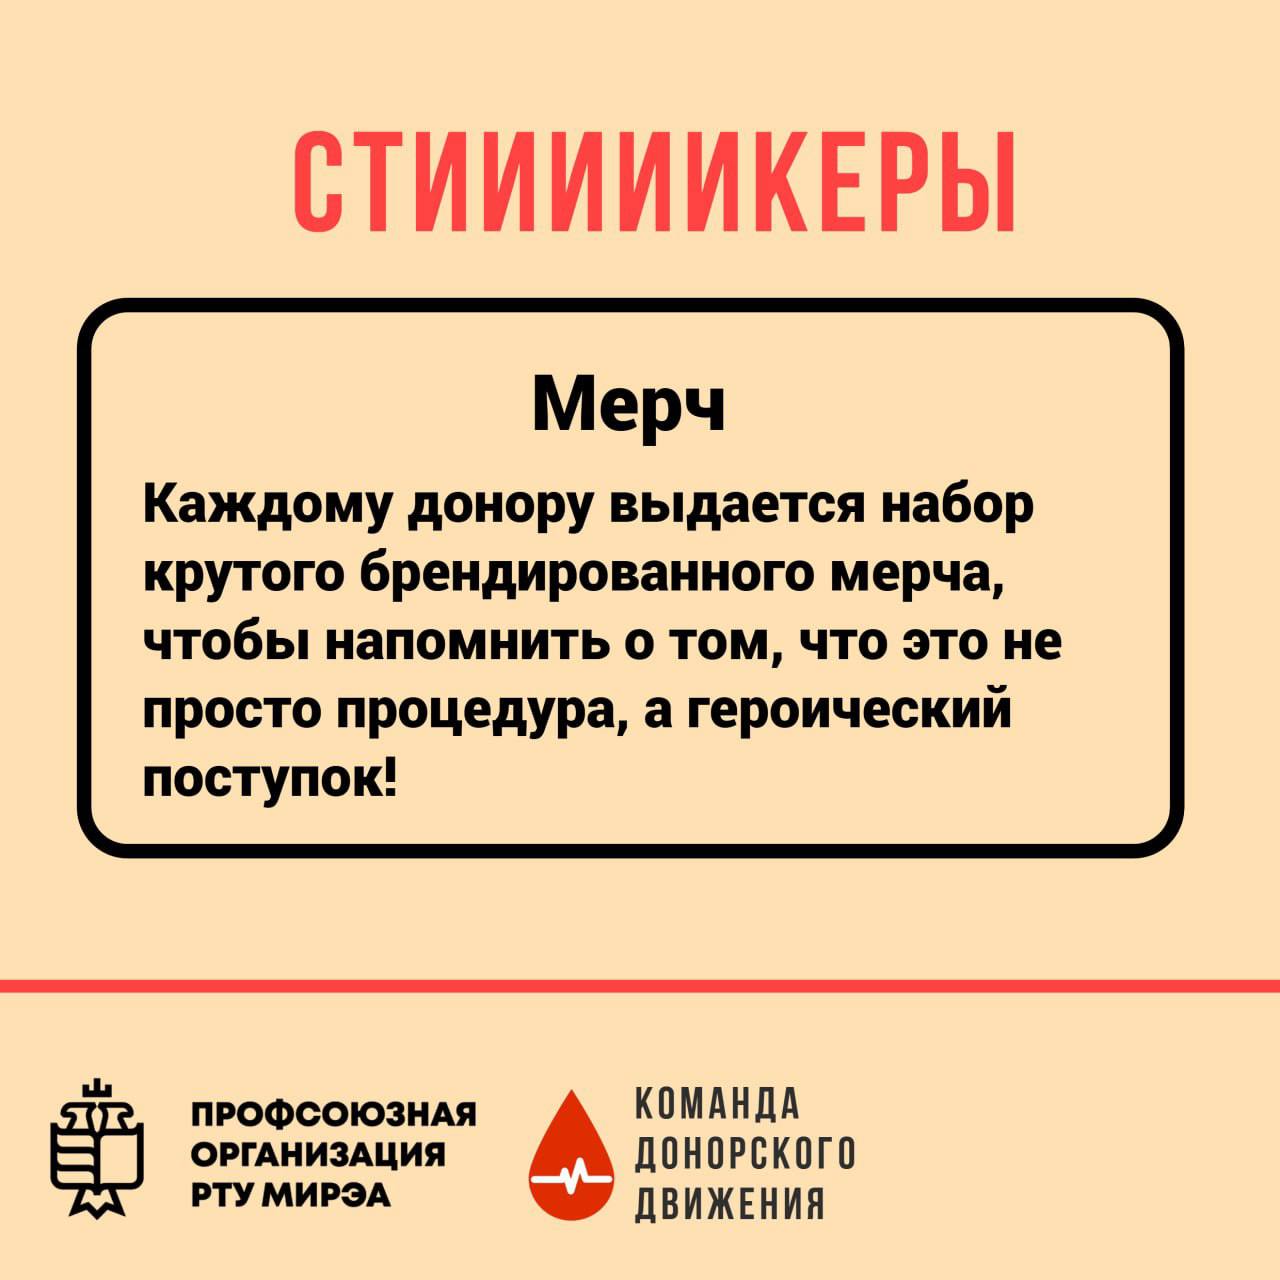 СТИИИИИИКЕРЫ
Мерч
Каждому донору выдается набор
крутого брендированного мерча,
чтобы напомнить о том, что это не
просто процедура, а героический
поступок!
ПРОФСОЮЗНАЯ
ОРГАНИЗАЦИЯ
РТУ МИРЭА
КОМАНДА
ДОНОРСКОГО
ДВИЖЕНИЯ